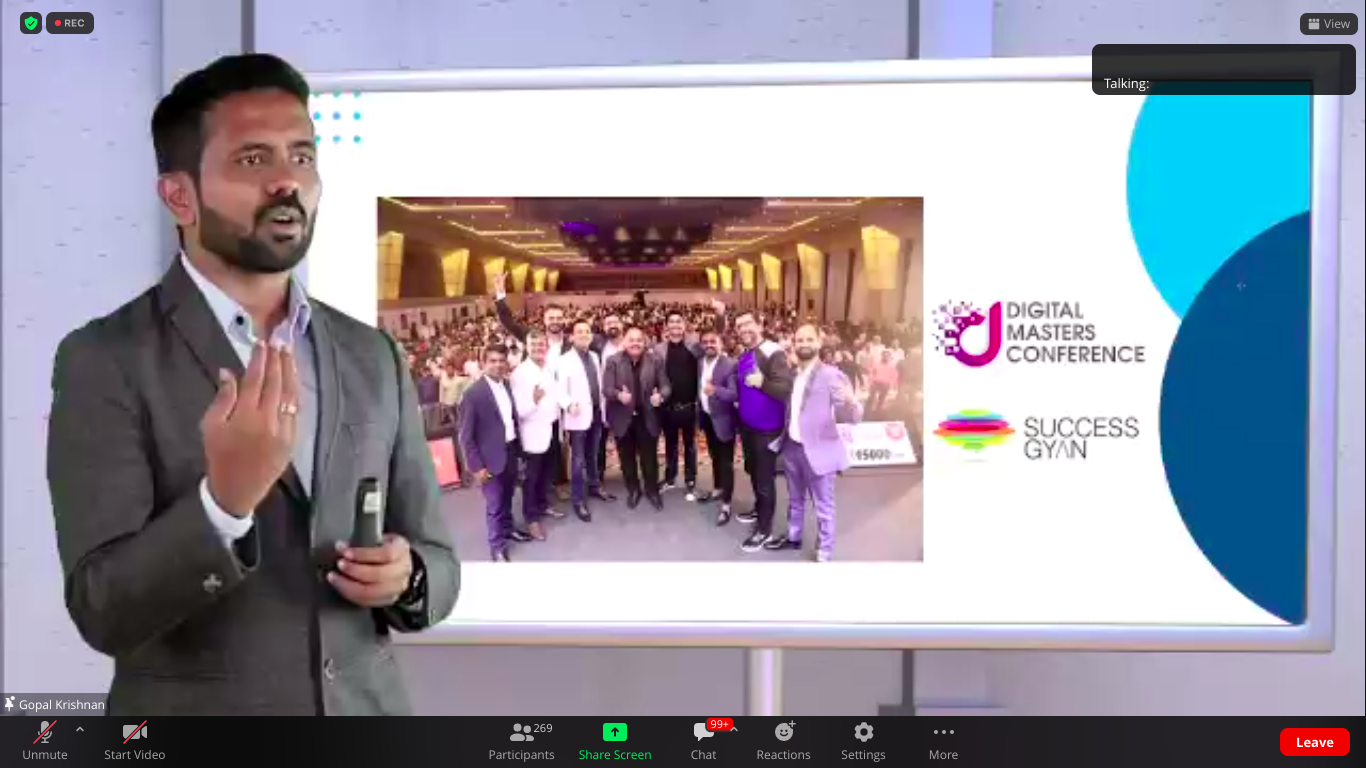 REC
View
Talking:
DIGITAL
MASTERS
CONFERENCE
SUCCESS
GYAN
65000
Gopal Krishnan
Unmute
Start Video
269
Participants
Share Screen
99+
Chat
Reactions
Settings
More
Leave